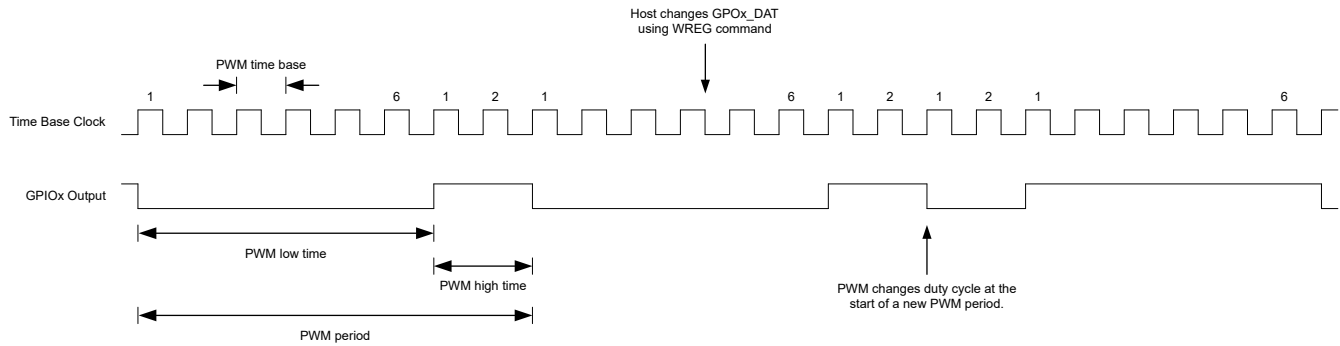 Host changes GPOx_DAT
using WREG command
PWM time base
1 6 1 2 1 6 1 2 1 2 1 6
Time Base Clock
GPIOx Output
PWM low time
PWM high time
PWM changes duty cycle at the
start of a new PWM period.
PWM period